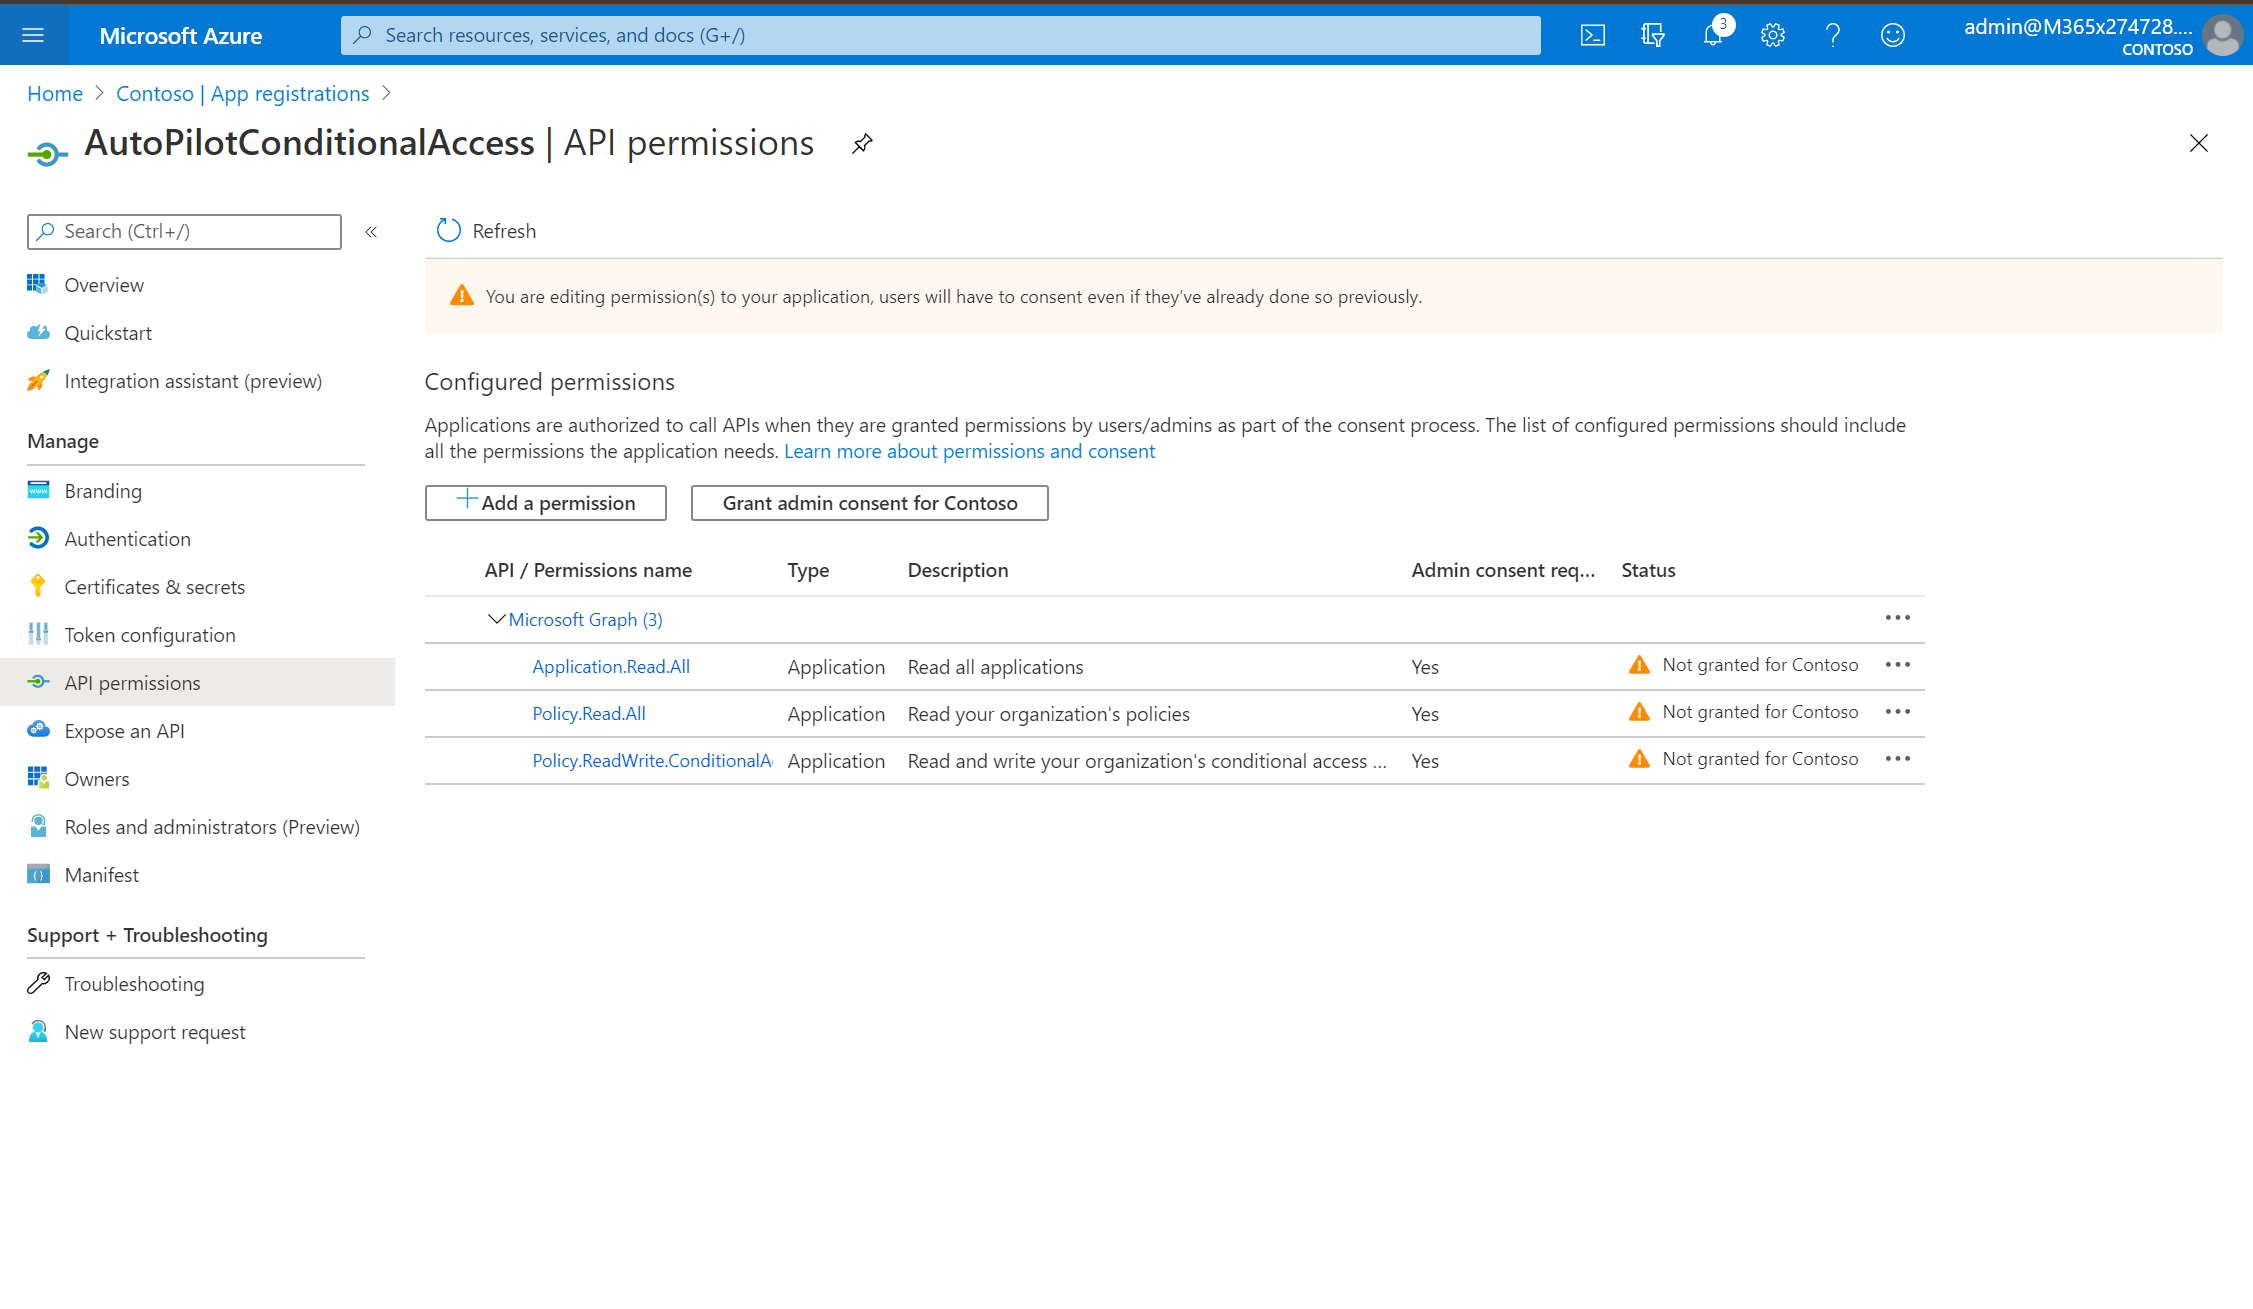 Microsoft Azure
Search resources, services, and docs (G+/)
3
admin@M365x274728....
CONTOSO
Home > Contoso | App registrations >
AutoPilotConditionalAccess | API permissions
Search (Ctrl+/)
«
Overview
Quickstart
Integration assistant (preview)
Manage
Branding
Authentication
Certificates & secrets
Token configuration
API permissions
Expose an API
Owners
Roles and administrators (Preview)
Manifest
Support + Troubleshooting
Troubleshooting
New support request
Refresh
You are editing permission(s) to your application, users will have to consent even if they’ve already done so previously.
Configured permissions
Applications are authorized to call APIs when they are granted permissions by users/admins as part of the consent process. The list of configured permissions should include
all the permissions the application needs. Learn more about permissions and consent
Add a permission
Grant admin consent for Contoso
API / Permissions name Type Description Admin consent req... Status
Microsoft Graph (3) ...
Application.Read.All Application Read all applications Yes Not granted for Contoso ...
Policy.Read.All Application Read your organization's policies Yes Not granted for Contoso ...
Policy.ReadWrite.ConditionalA Application Read and write your organization's conditional access ... Yes Not granted for Contoso ...